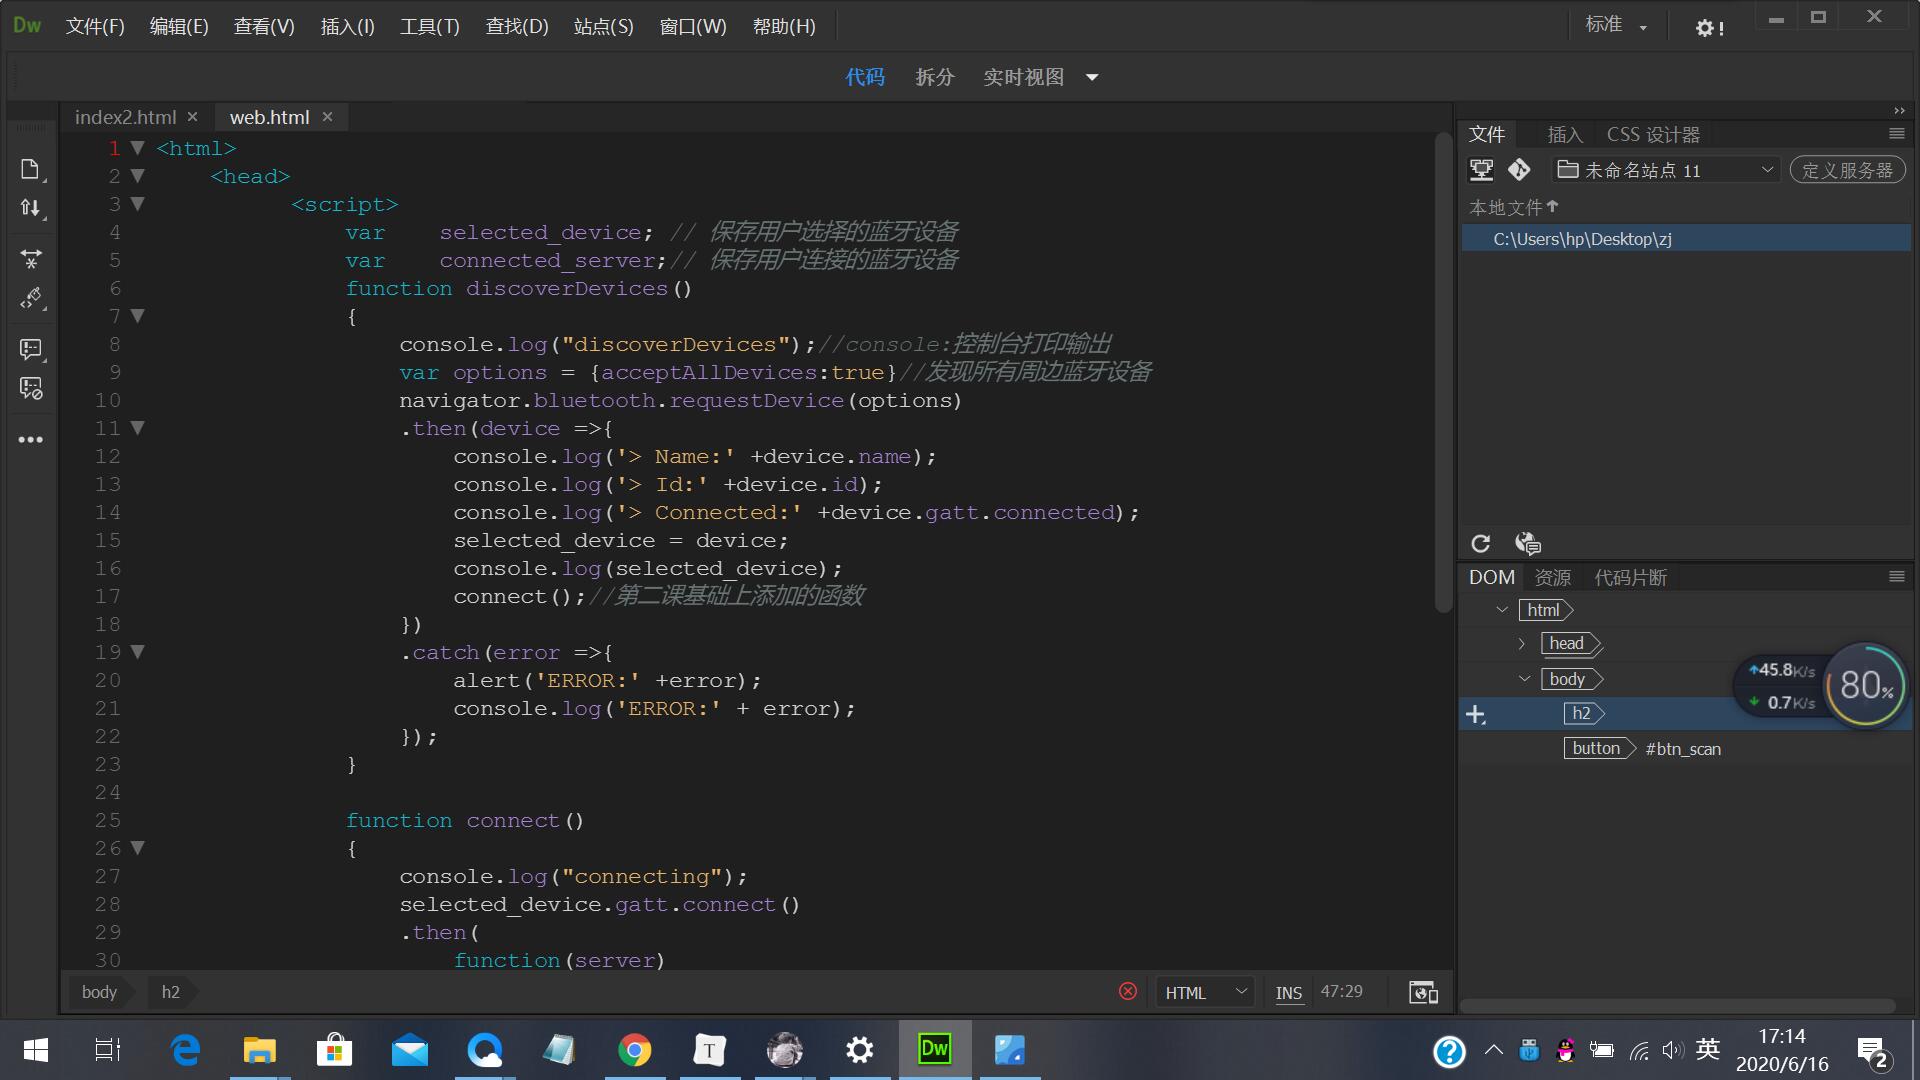 Dw 文件(F) 编辑(E) 查看(V) 插入(I) 工具(T) 查找(D) 站点(S) 窗口(W) 帮助(H) 标准 !
代码 拆分 实时视图
index2.html × web.html ×
1 <html>
2 <head>
3 <script>
4 var selected_device; // 保存用户选择的蓝牙设备
5 var connected_server;// 保存用户连接的蓝牙设备
6 function discoverDevices()
7 {
8 console.log("discoverDevices");//console:控制台打印输出
9 var options = {acceptAllDevices:true}//发现所有周边蓝牙设备
10 navigator.bluetooth.requestDevice(options)
11 .then(device =>{
12 console.log('> Name:' +device.name);
13 console.log('> Id:' +device.id);
14 console.log('> Connected:' +device.gatt.connected);
15 selected_device = device;
16 console.log(selected_device);
17 connect();//第二课基础上添加的函数
18 })
19 .catch(error =>{
20 alert('ERROR:' +error);
21 console.log('ERROR:' + error);
22 });
23 }
24
25 function connect()
26 {
27 console.log("connecting");
28 selected_device.gatt.connect()
29 .then(
30 function(server)
body h2 HTML INS 47:29
文件 插入 CSS 设计器
未命名站点 11 定义服务器
本地文件
C:\Users\hp\Desktop\zj
DOM 资源 代码片断
html
head
body
h2
button #btn_scan
45.8K/s
0.7K/s
80%
T Dw ? 英
17:14
2020/6/16
2